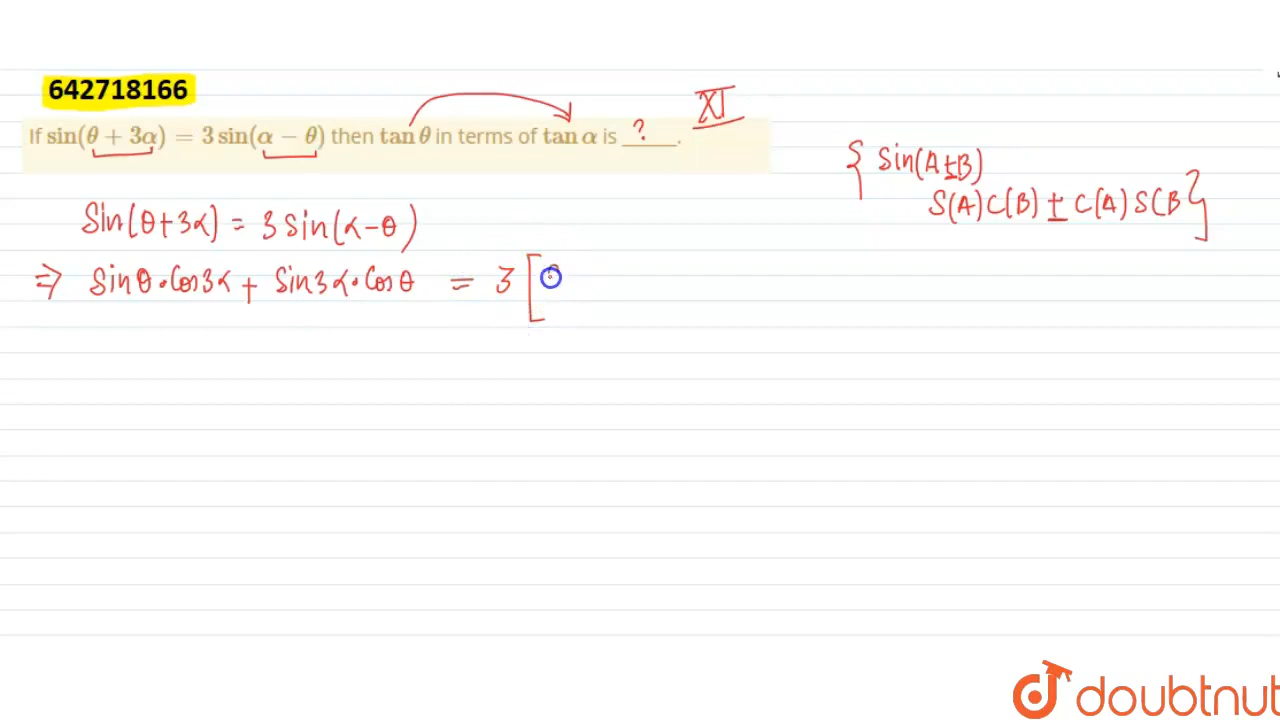 642718166
If sin(θ + 3α) = 3 sin(α − θ) then tan θ in terms of tan α is _____.
?
XI
{ Sin(A±B)
S(A)C(B) ± C(A)S(B }
Sin(θ+3α) = 3 Sin(α-θ)
⇒ Sinθ·Cos3α + Sin3α·Cosθ = 3 [
doubtnut